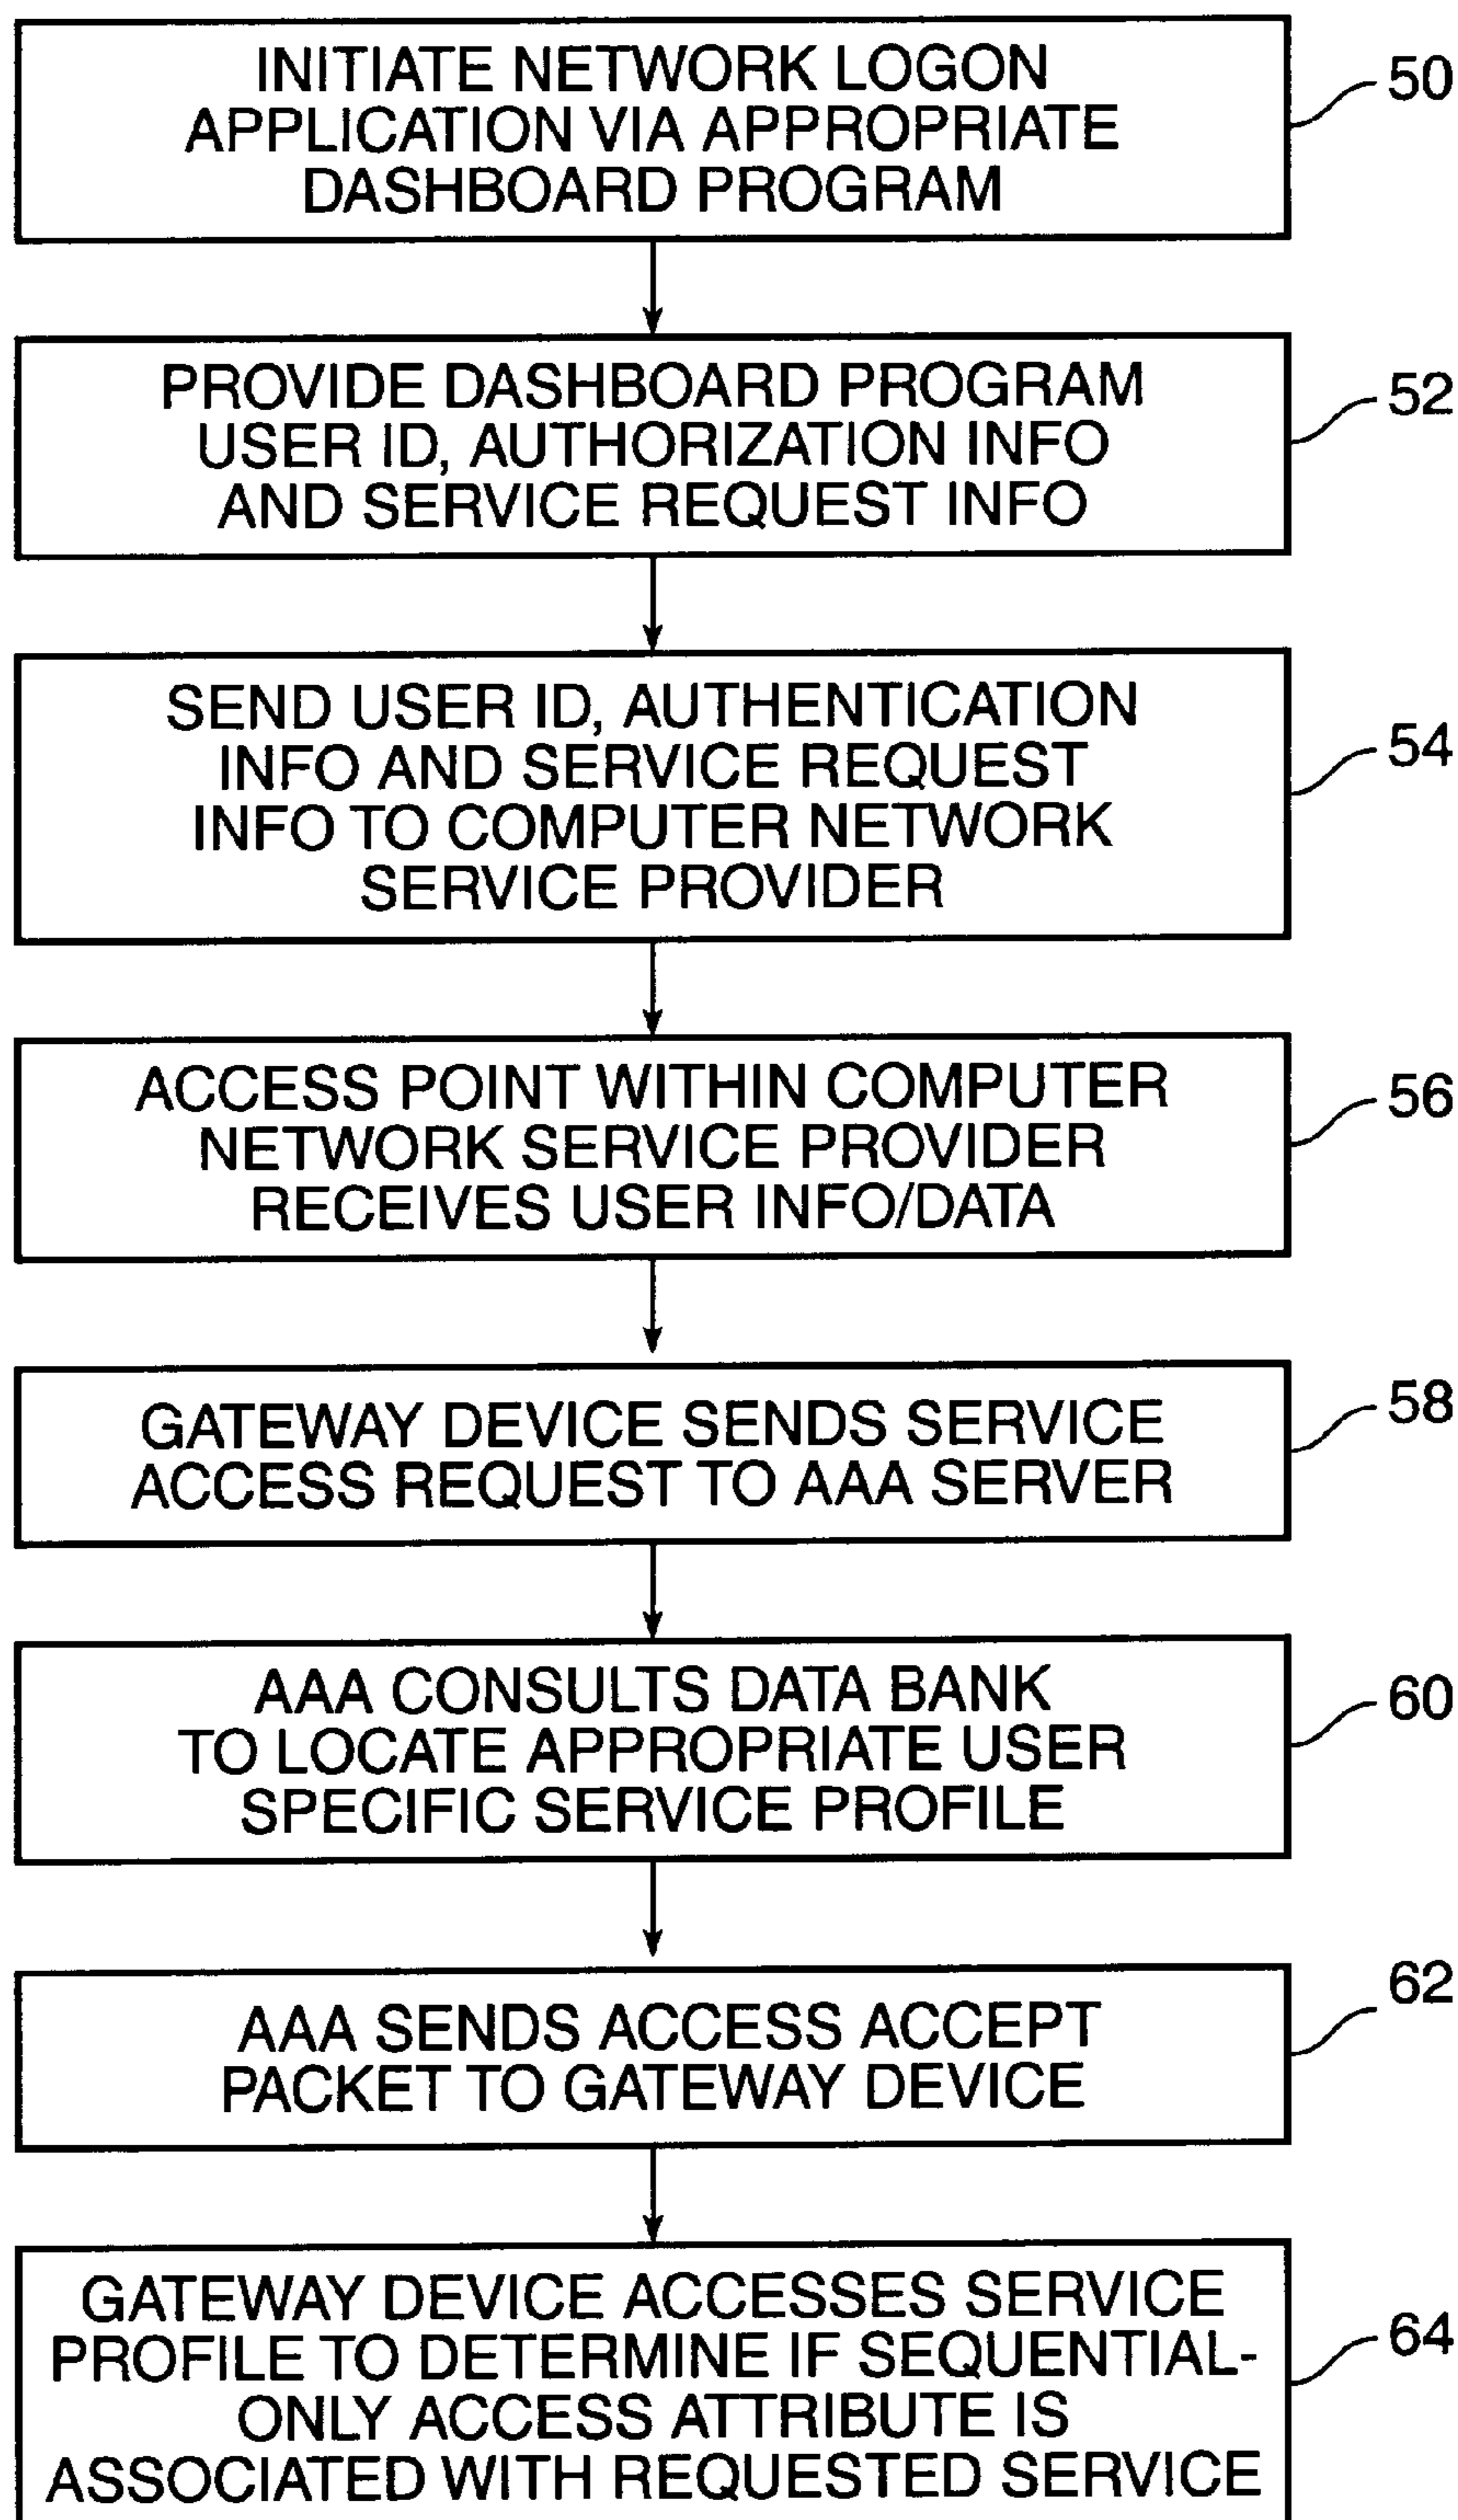 INITIATE NETWORK LOGON
APPLICATION VIA APPROPRIATE
DASHBOARD PROGRAM
50
PROVIDE DASHBOARD PROGRAM
USER ID, AUTHORIZATION INFO
AND SERVICE REQUEST INFO
52
SEND USER ID, AUTHENTICATION
INFO AND SERVICE REQUEST
INFO TO COMPUTER NETWORK
SERVICE PROVIDER
54
ACCESS POINT WITHIN COMPUTER
NETWORK SERVICE PROVIDER
RECEIVES USER INFO/DATA
56
GATEWAY DEVICE SENDS SERVICE
ACCESS REQUEST TO AAA SERVER
58
AAA CONSULTS DATA BANK
TO LOCATE APPROPRIATE USER
SPECIFIC SERVICE PROFILE
60
AAA SENDS ACCESS ACCEPT
PACKET TO GATEWAY DEVICE
62
GATEWAY DEVICE ACCESSES SERVICE
PROFILE TO DETERMINE IF SEQUENTIAL-
ONLY ACCESS ATTRIBUTE IS
ASSOCIATED WITH REQUESTED SERVICE
64